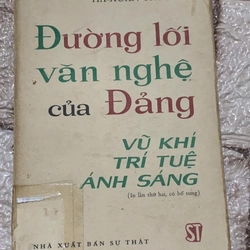 Đường lối
văn nghệ
của Đảng
VŨ KHÍ
TRÍ TUỆ
ÁNH SÁNG
(In lần thứ hai, có bổ sung)
NHÀ XUẤT BẢN SỰ THẬT
ST